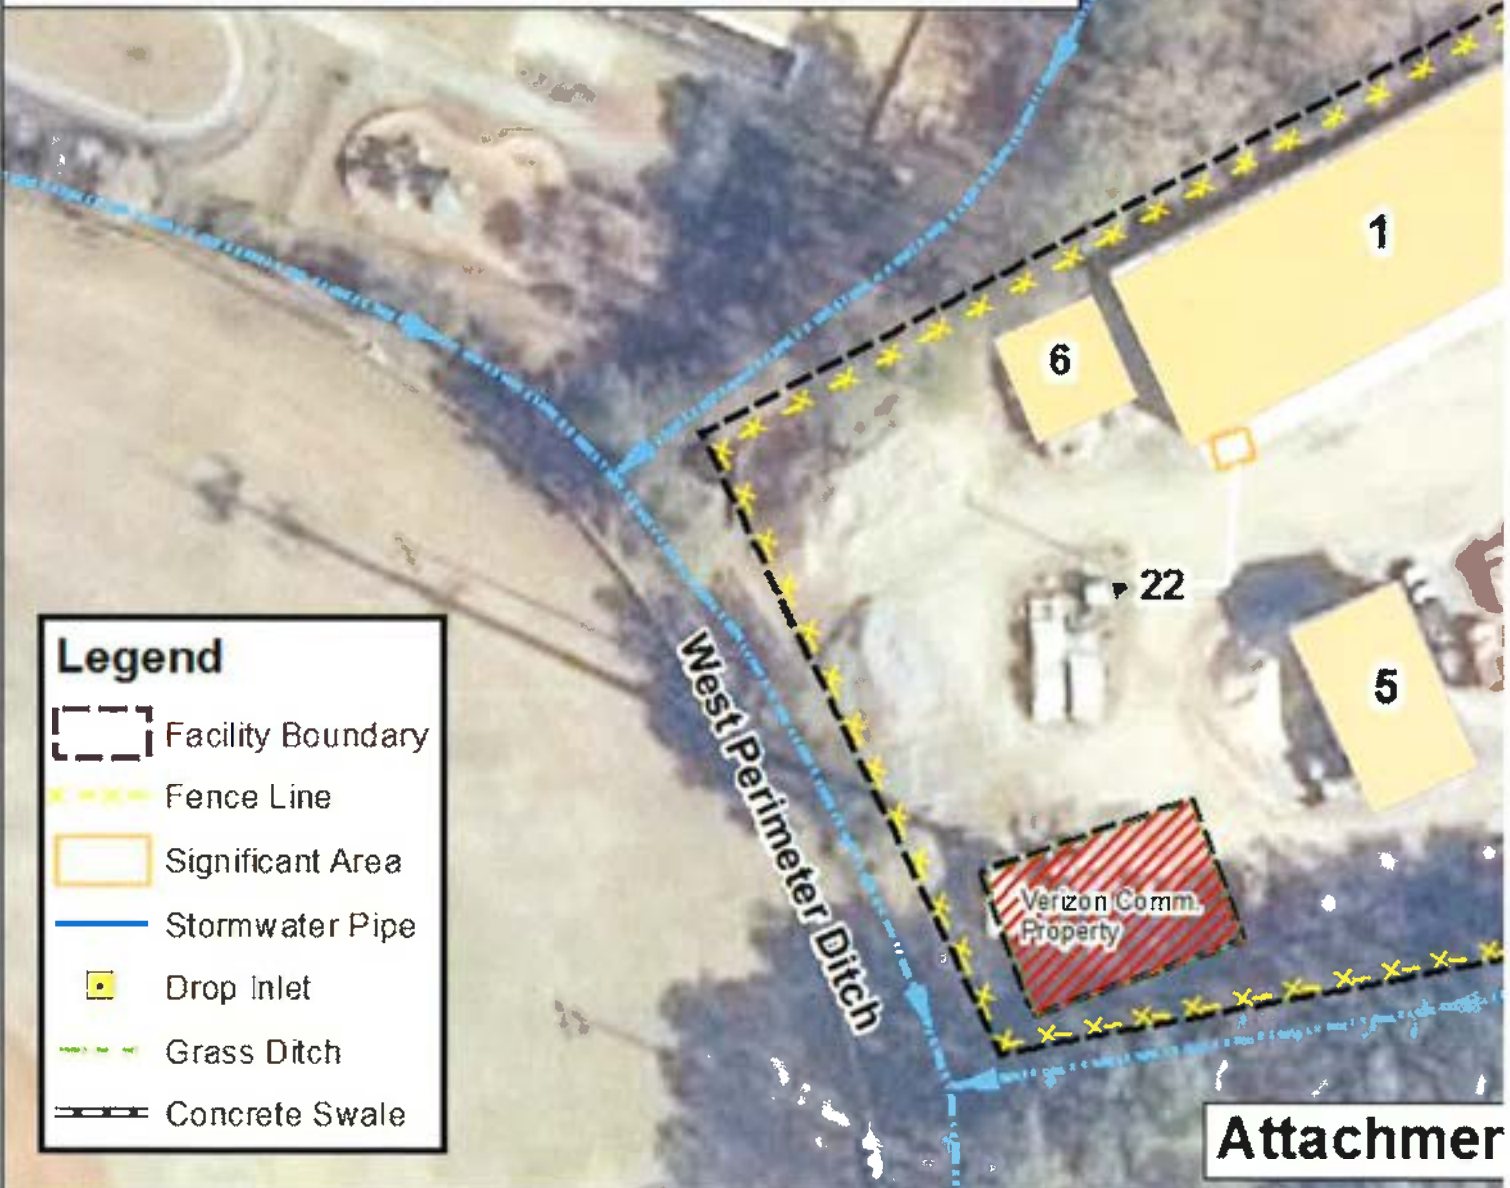 1
6
22
5
West Perimeter Ditch
Verizon Comm.
Property
Legend
Facility Boundary
Fence Line
Significant Area
Stormwater Pipe
Drop Inlet
Grass Ditch
Concrete Swale
Attachmer